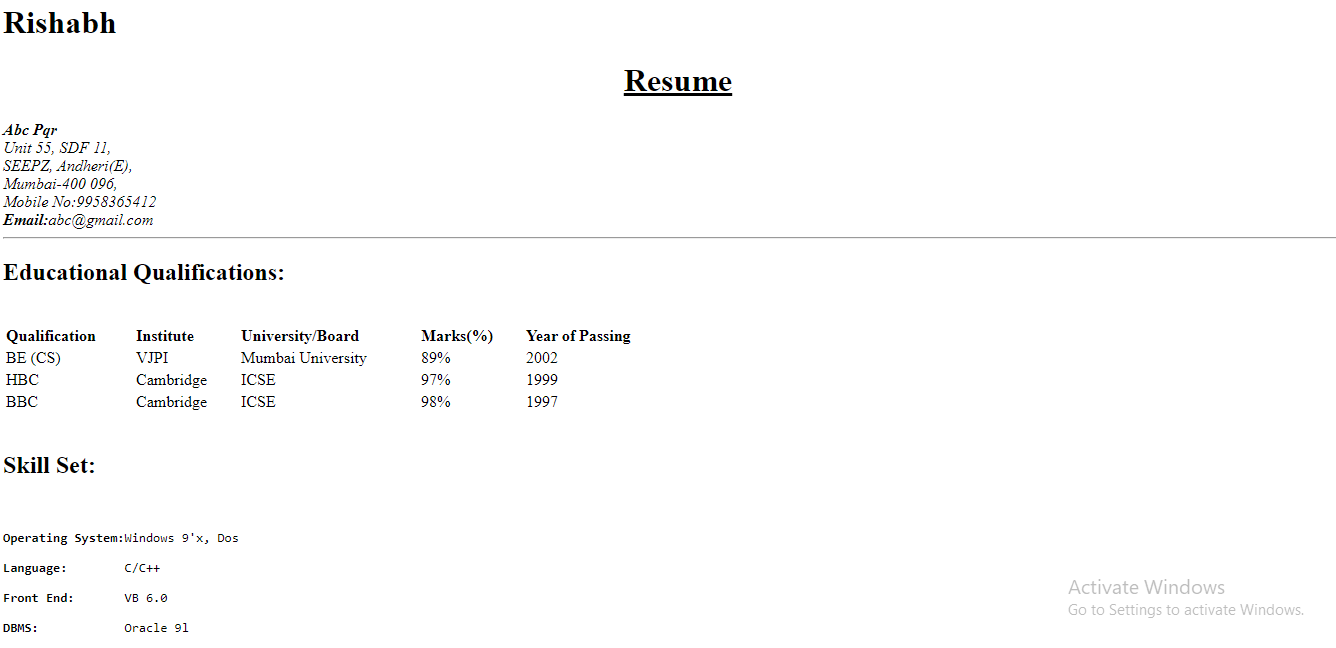 Rishabh
Resume
Abc Pqr
Unit 55, SDF 11,
SEEPZ, Andheri(E),
Mumbai-400 096,
Mobile No:9958365412
Email:abc@gmail.com
Educational Qualifications:
Qualification Institute University/Board Marks(%) Year of Passing
BE (CS) VJPI Mumbai University 89% 2002
HBC Cambridge ICSE 97% 1999
BBC Cambridge ICSE 98% 1997
Skill Set:
Operating System:Windows 9'x, Dos
Language: C/C++
Front End: VB 6.0
DBMS: Oracle 9l
Activate Windows
Go to Settings to activate Windows.